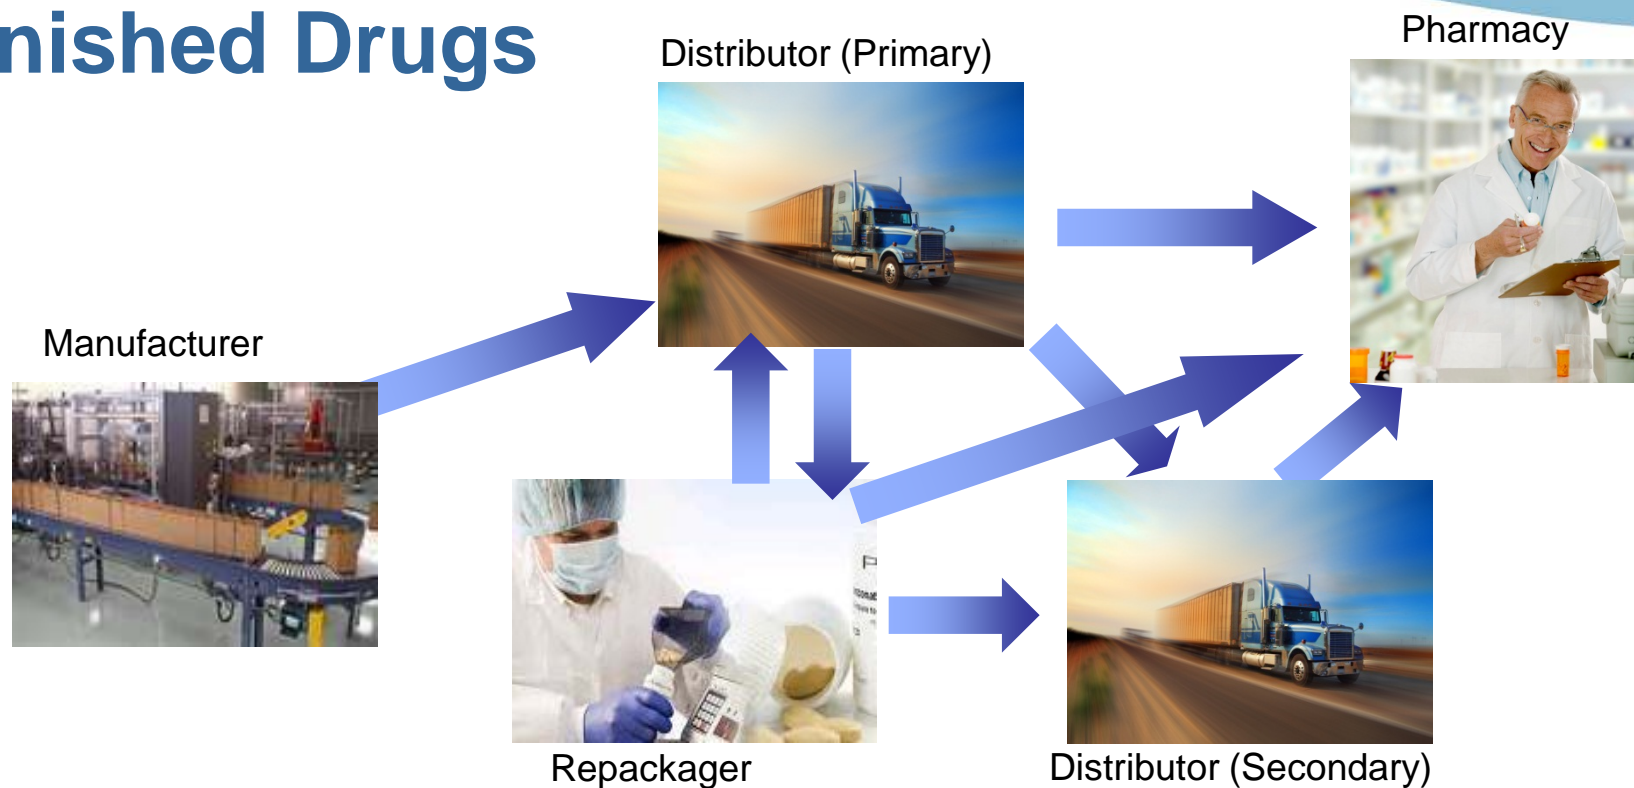 nished Drugs
Distributor (Primary)
Pharmacy
Manufacturer
Repackager
Distributor (Secondary)